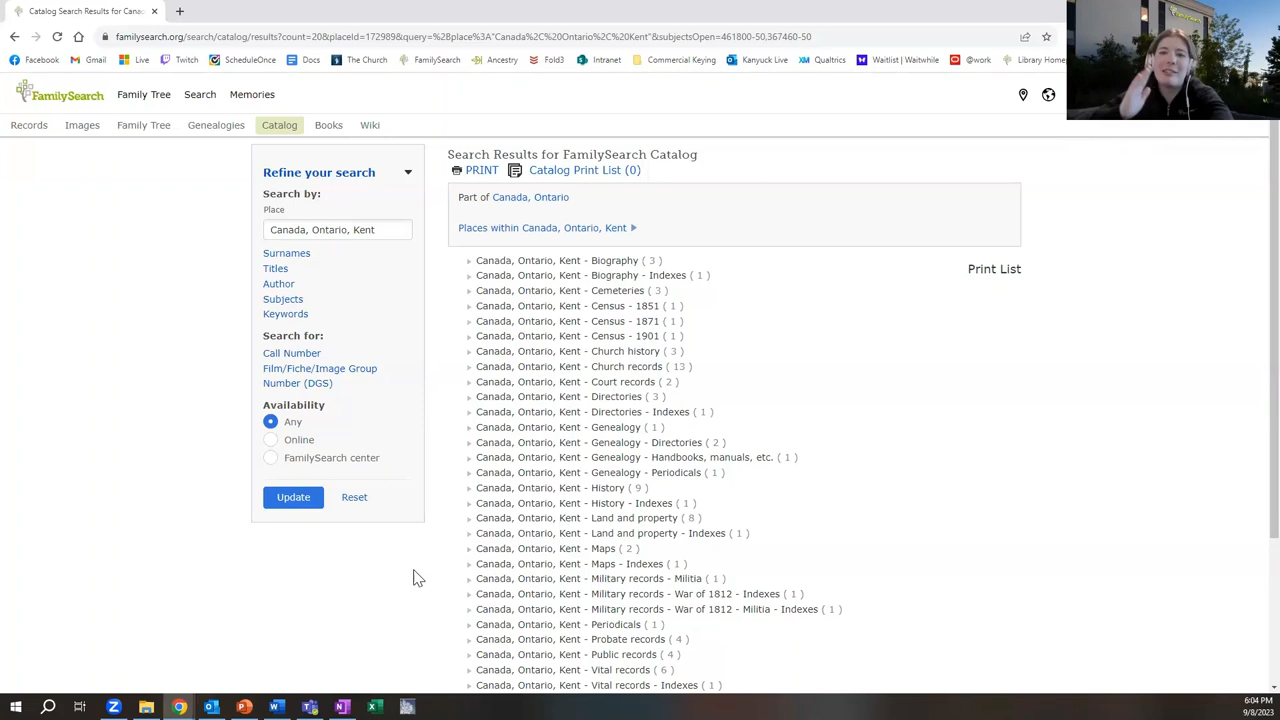 Catalog Search Results for Cana
familysearch.org/search/catalog/results?count=20&placeId=172989&query=%2Bplace%3A"Canada%2C%20Ontario%2C%20Kent"&subjectsOpen=461800-50,367460-50
Facebook Gmail Live Twitch ScheduleOnce Docs The Church FamilySearch Ancestry Fold3 Intranet Commercial Keying Kanyuck Live Qualtrics Waitlist | Waitwhile @work Library Home
FamilySearch
FamilySearch Family Tree Search Memories
Records Images Family Tree Genealogies Catalog Books Wiki
Refine your search
Search by:
Place
Canada, Ontario, Kent
Surnames
Titles
Author
Subjects
Keywords
Search for:
Call Number
Film/Fiche/Image Group
Number (DGS)
Availability
Any
Online
FamilySearch center
Update Reset
Search Results for FamilySearch Catalog
PRINT Catalog Print List (0)
Part of Canada, Ontario
Places within Canada, Ontario, Kent
Print List
Canada, Ontario, Kent - Biography ( 3 )
Canada, Ontario, Kent - Biography - Indexes ( 1 )
Canada, Ontario, Kent - Cemeteries ( 3 )
Canada, Ontario, Kent - Census - 1851 ( 1 )
Canada, Ontario, Kent - Census - 1871 ( 1 )
Canada, Ontario, Kent - Census - 1901 ( 1 )
Canada, Ontario, Kent - Church history ( 3 )
Canada, Ontario, Kent - Church records ( 13 )
Canada, Ontario, Kent - Court records ( 2 )
Canada, Ontario, Kent - Directories ( 3 )
Canada, Ontario, Kent - Directories - Indexes ( 1 )
Canada, Ontario, Kent - Genealogy ( 1 )
Canada, Ontario, Kent - Genealogy - Directories ( 2 )
Canada, Ontario, Kent - Genealogy - Handbooks, manuals, etc. ( 1 )
Canada, Ontario, Kent - Genealogy - Periodicals ( 1 )
Canada, Ontario, Kent - History ( 9 )
Canada, Ontario, Kent - History - Indexes ( 1 )
Canada, Ontario, Kent - Land and property ( 8 )
Canada, Ontario, Kent - Land and property - Indexes ( 1 )
Canada, Ontario, Kent - Maps ( 2 )
Canada, Ontario, Kent - Maps - Indexes ( 1 )
Canada, Ontario, Kent - Military records - Militia ( 1 )
Canada, Ontario, Kent - Military records - War of 1812 - Indexes ( 1 )
Canada, Ontario, Kent - Military records - War of 1812 - Militia - Indexes ( 1 )
Canada, Ontario, Kent - Periodicals ( 1 )
Canada, Ontario, Kent - Probate records ( 4 )
Canada, Ontario, Kent - Public records ( 4 )
Canada, Ontario, Kent - Vital records ( 6 )
Canada, Ontario, Kent - Vital records - Indexes ( 1 )
6:04 PM
9/8/2023